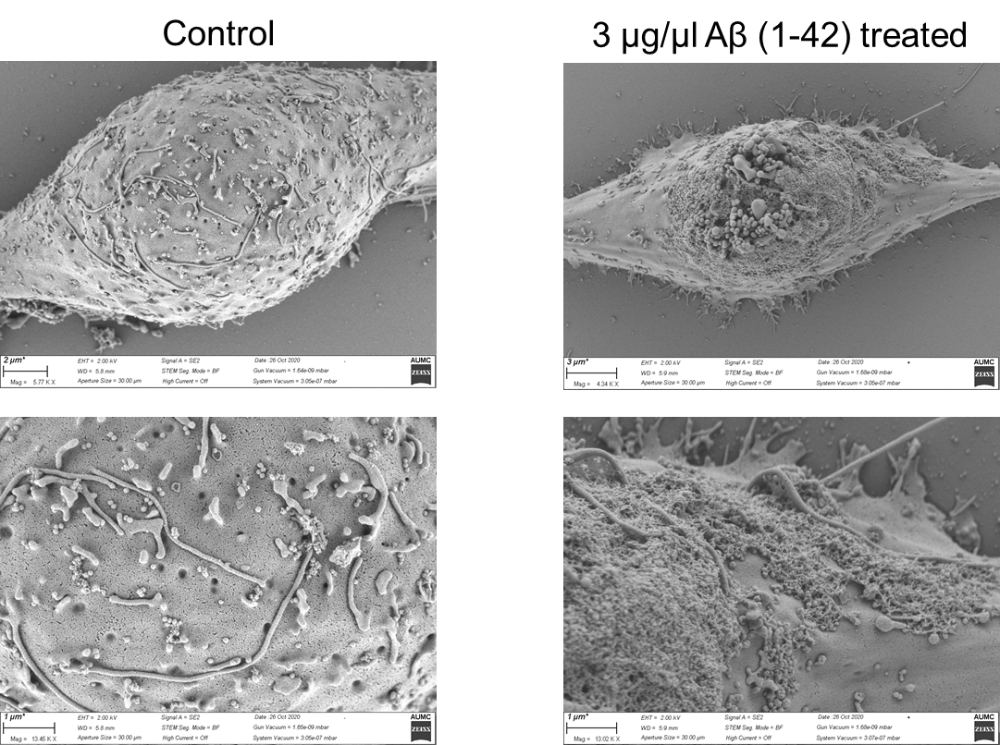 Control
3 μg/μl Aβ (1-42) treated
2 μm*
Mag = 5.77 K X
EHT = 2.00 kV
WD = 5.8 mm
Aperture Size = 30.00 μm
Signal A = SE2
STEM Seg. Mode = BF
High Current = Off
Date :26 Oct 2020
Gun Vacuum = 1.64e-09 mbar
System Vacuum = 3.05e-07 mbar
AUMC
ZEISS
3 μm*
Mag = 4.34 K X
EHT = 2.00 kV
WD = 5.9 mm
Aperture Size = 30.00 μm
Signal A = SE2
STEM Seg. Mode = BF
High Current = Off
Date :26 Oct 2020
Gun Vacuum = 1.68e-09 mbar
System Vacuum = 3.05e-07 mbar
AUMC
ZEISS
1 μm*
Mag = 13.45 K X
EHT = 2.00 kV
WD = 5.8 mm
Aperture Size = 30.00 μm
Signal A = SE2
STEM Seg. Mode = BF
High Current = Off
Date :26 Oct 2020
Gun Vacuum = 1.65e-09 mbar
System Vacuum = 3.05e-07 mbar
AUMC
ZEISS
1 μm*
Mag = 13.02 K X
EHT = 2.00 kV
WD = 5.9 mm
Aperture Size = 30.00 μm
Signal A = SE2
STEM Seg. Mode = BF
High Current = Off
Date :26 Oct 2020
Gun Vacuum = 1.68e-09 mbar
System Vacuum = 3.07e-07 mbar
AUMC
ZEISS